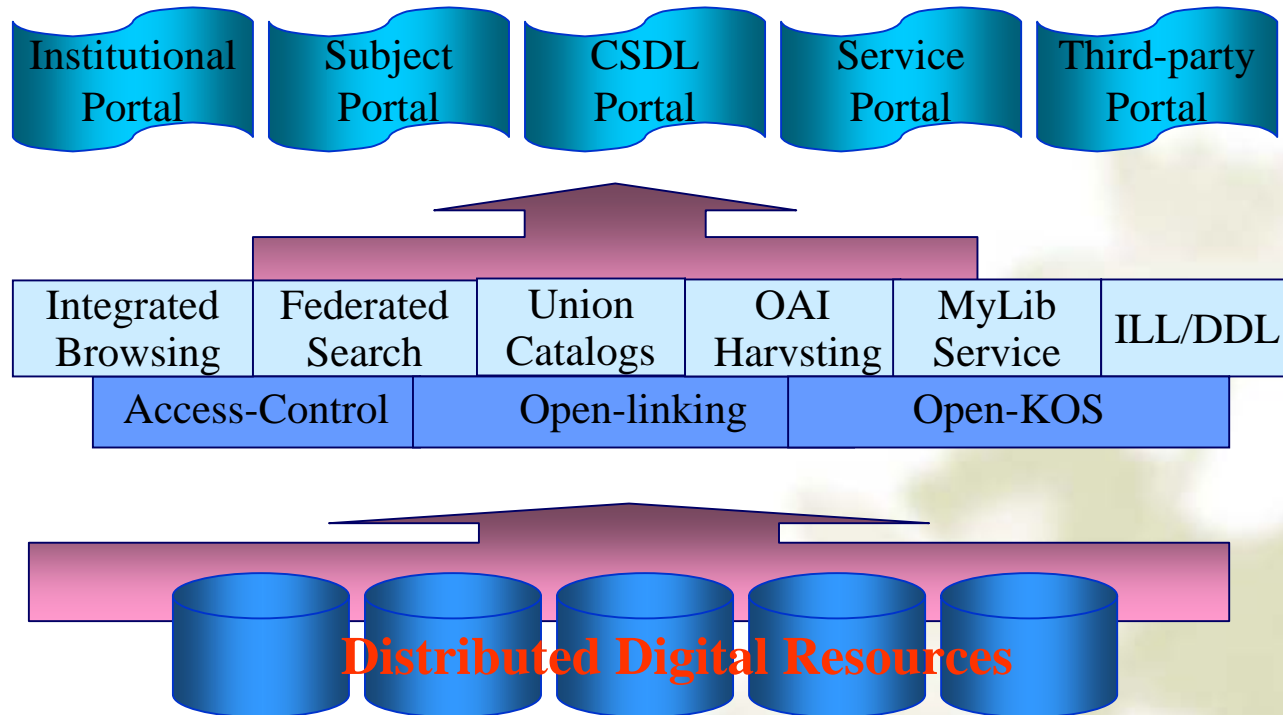 Institutional
Portal
Subject
Portal
CSDL
Portal
Service
Portal
Third-party
Portal
Integrated
Browsing
Federated
Search
Union
Catalogs
OAI
Harvsting
MyLib
Service
ILL/DDL
Access-Control
Open-linking
Open-KOS
Distributed Digital Resources